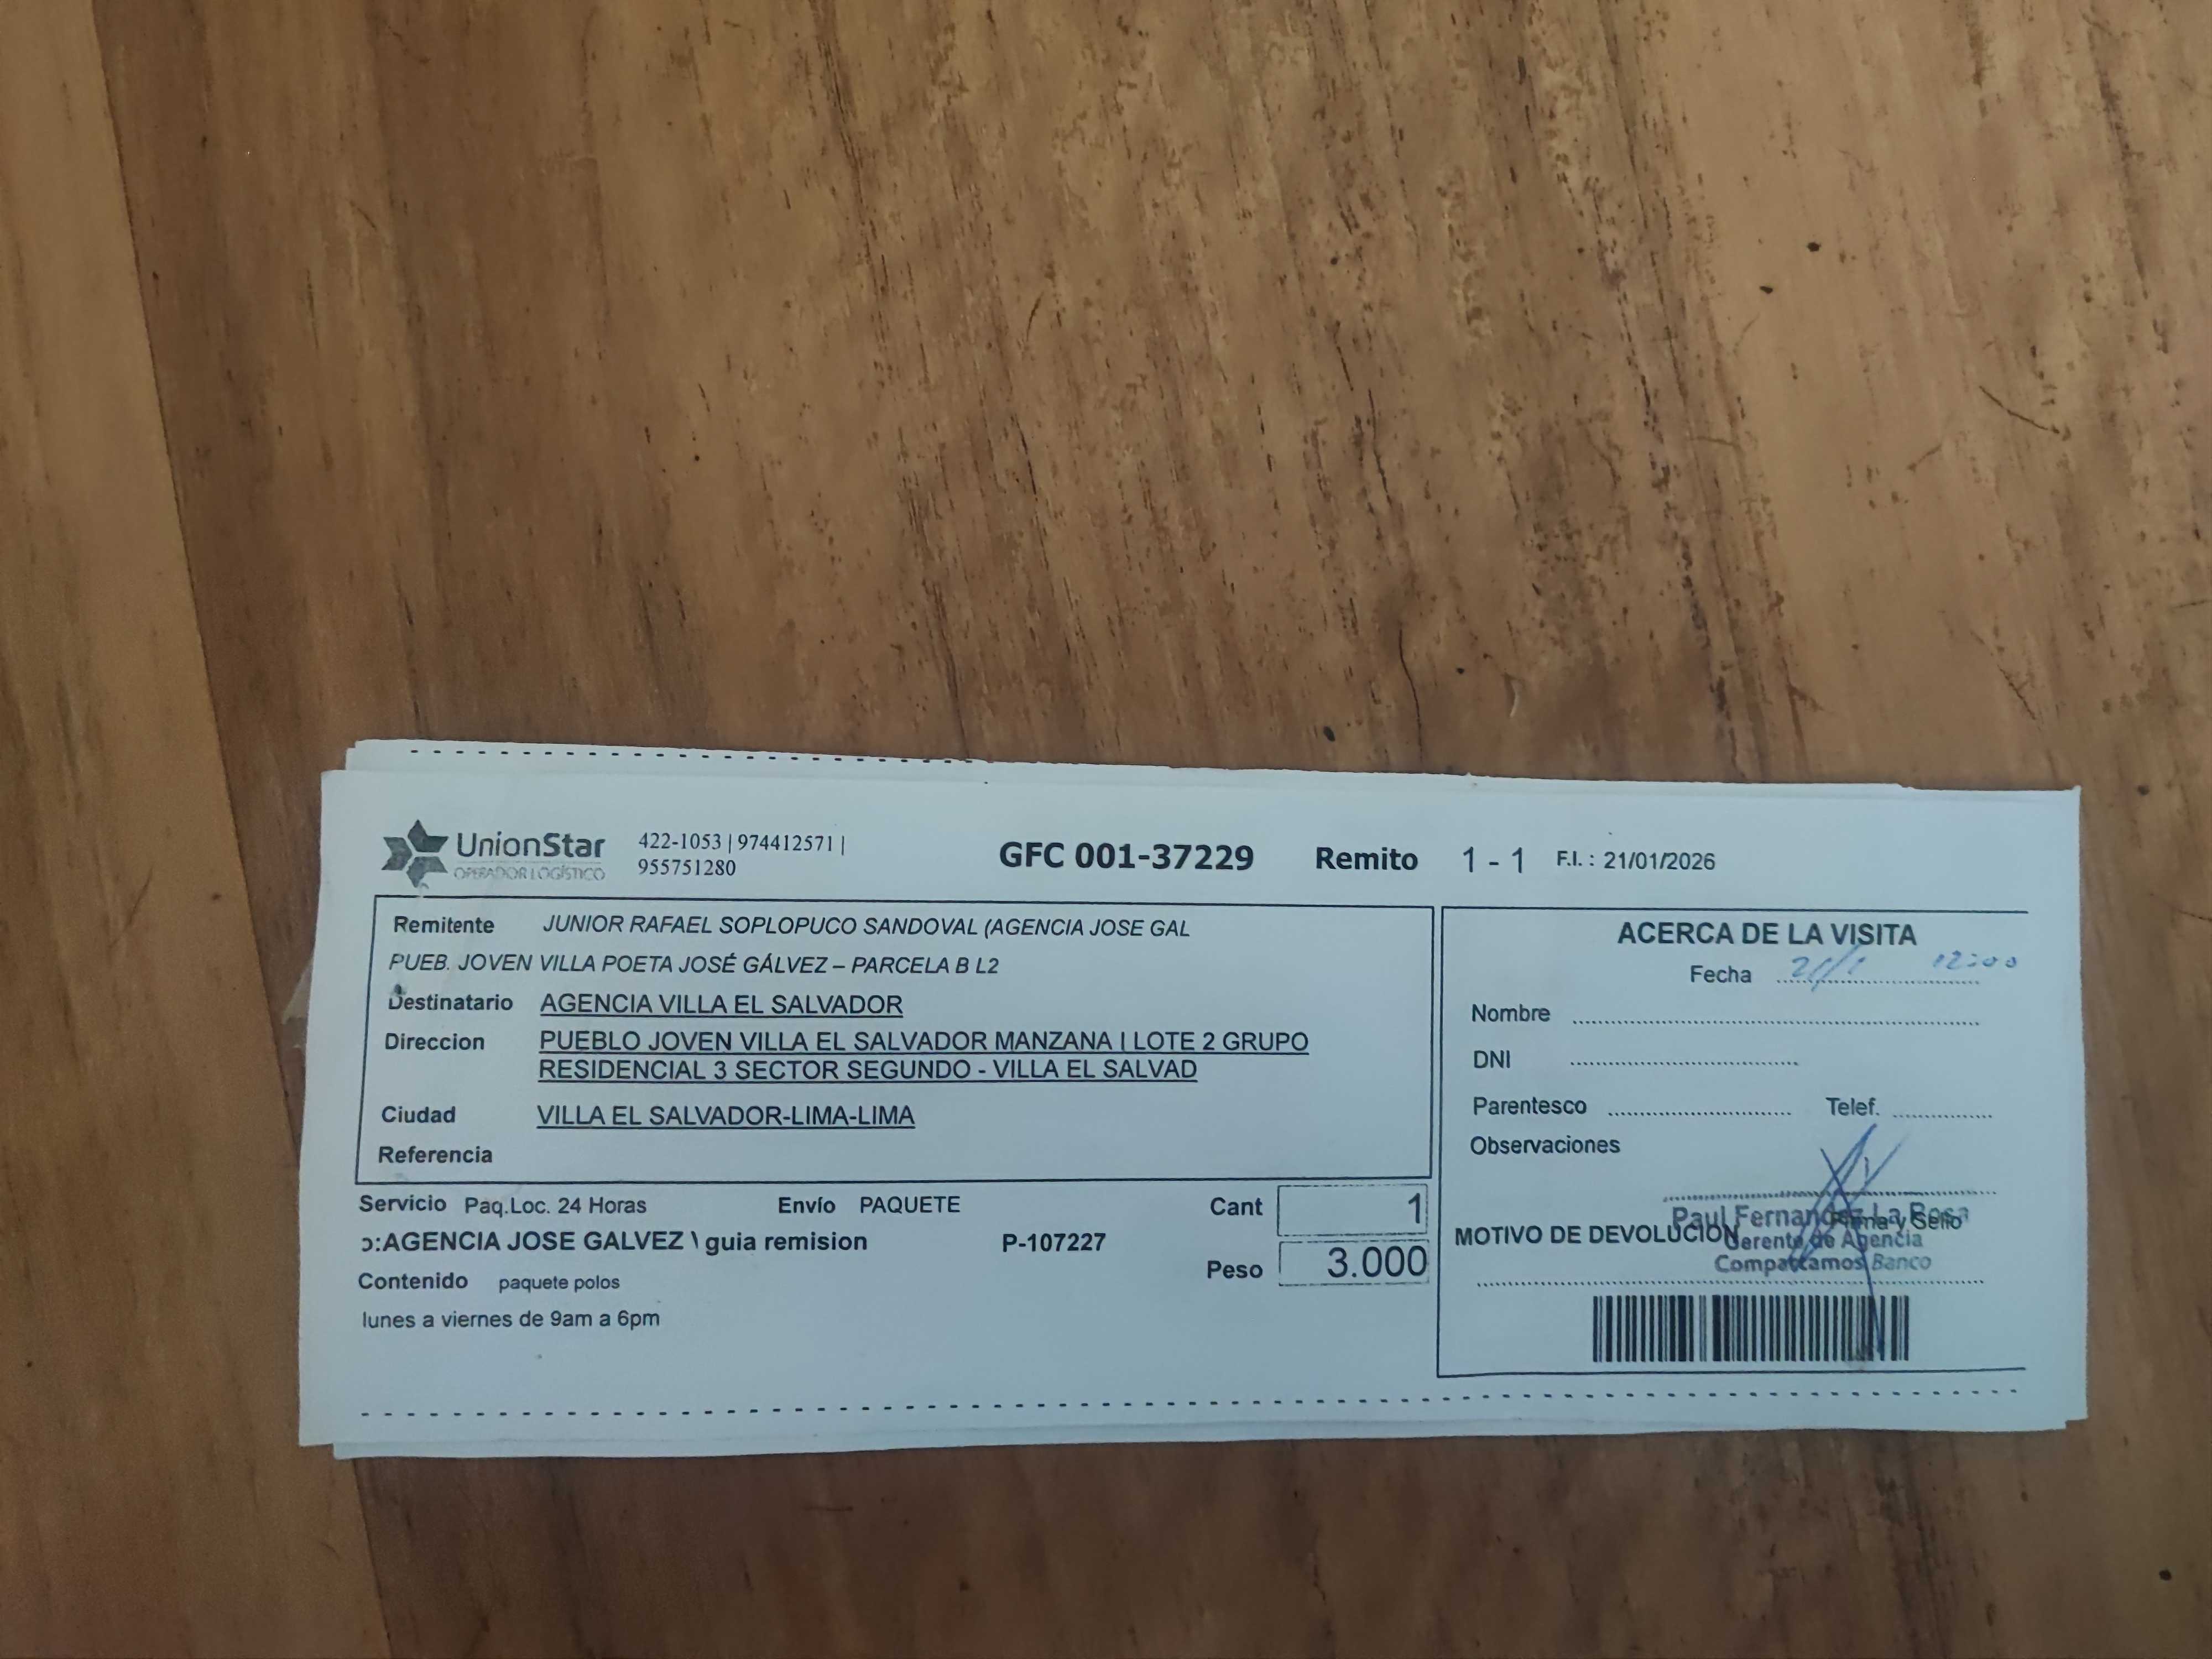 UnionStar
OPERADOR LOGÍSTICO
422-1053 | 974412571 |
955751280
GFC 001-37229 Remito 1 - 1 F.I. : 21/01/2026
Remitente JUNIOR RAFAEL SOPLOPUCO SANDOVAL (AGENCIA JOSE GAL
PUEB. JOVEN VILLA POETA JOSÉ GÁLVEZ – PARCELA B L2
Destinatario AGENCIA VILLA EL SALVADOR
Direccion PUEBLO JOVEN VILLA EL SALVADOR MANZANA I LOTE 2 GRUPO
RESIDENCIAL 3 SECTOR SEGUNDO - VILLA EL SALVAD
Ciudad VILLA EL SALVADOR-LIMA-LIMA
Referencia
Servicio Paq.Loc. 24 Horas Envío PAQUETE Cant 1
:AGENCIA JOSE GALVEZ \ guia remision P-107227
Peso 3.000
Contenido paquete polos
lunes a viernes de 9am a 6pm
ACERCA DE LA VISITA
Fecha 12:00
Nombre
DNI
Parentesco Telef.
Observaciones
Paul Fernandez La Rosa
Firma y Sello
MOTIVO DE DEVOLUCION
Gerente de Agencia
Compartamos Banco